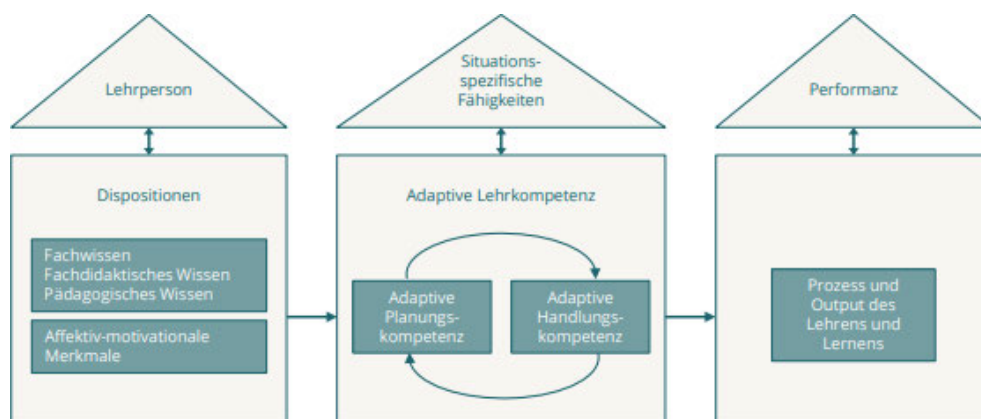 Lehrperson
Situations-
spezifische
Fähigkeiten
Performanz
Dispositionen
Fachwissen
Fachdidaktisches Wissen
Pädagogisches Wissen
Affektiv-motivationale
Merkmale
Adaptive Lehrkompetenz
Adaptive
Planungs-
kompetenz
Adaptive
Handlungs-
kompetenz
Prozess und
Output des
Lehrens und
Lernens